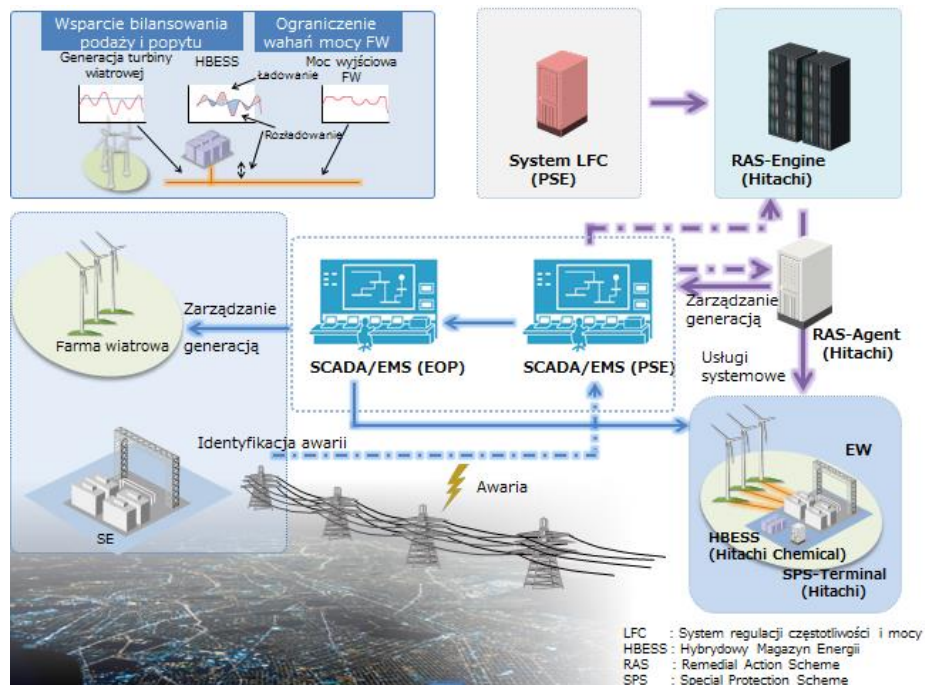 Wsparcie bilansowania
podaży i popytu
Ograniczenie
wahań mocy FW
Generacja turbiny
wiatrowej
HBESS
Moc wyjściowa
FW
Ładowanie
Rozładowanie
System LFC
(PSE)
RAS-Engine
(Hitachi)
Farma wiatrowa
Zarządzanie
generacją
SCADA/EMS (EOP)
SCADA/EMS (PSE)
Zarządzanie
generacją
RAS-Agent
(Hitachi)
Usługi
systemowe
Identyfikacja awarii
Awaria
SE
EW
HBESS
(Hitachi Chemical)
SPS-Terminal
(Hitachi)
LFC : System regulacji częstotliwości i mocy
HBESS : Hybrydowy Magazyn Energii
RAS : Remedial Action Scheme
SPS : Special Protection Scheme